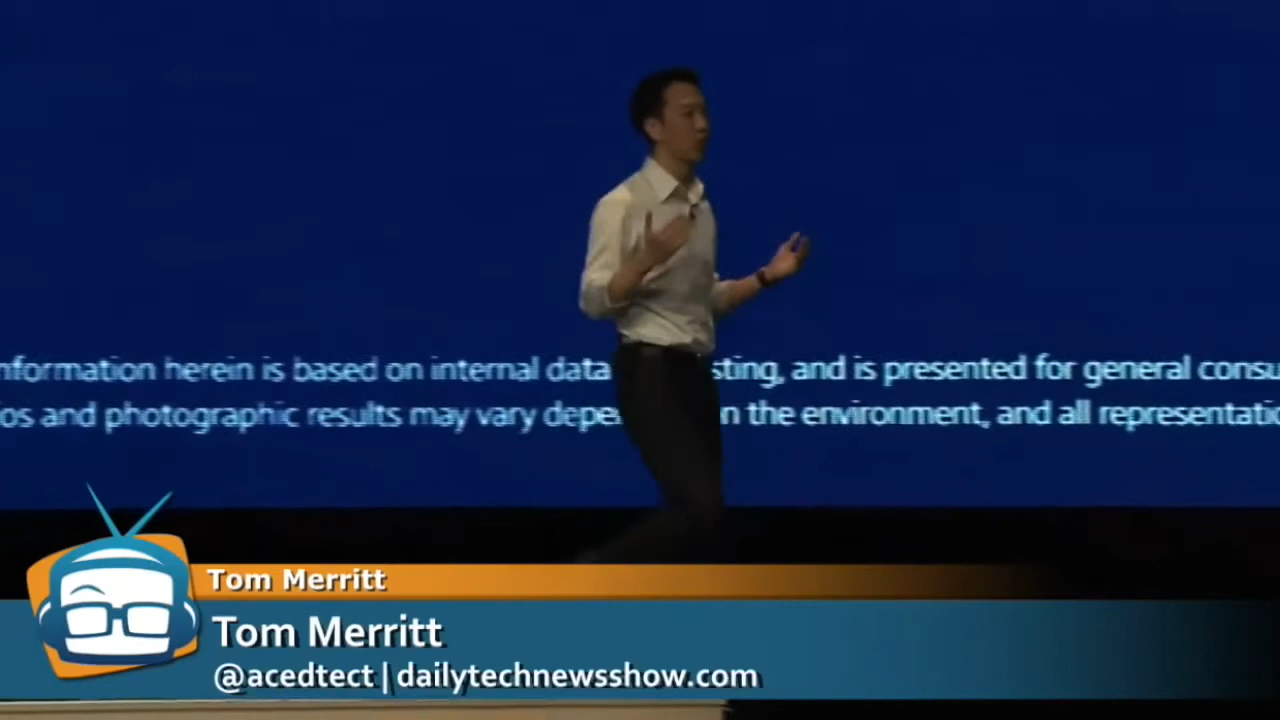 information herein is based on internal data sting, and is presented for general consu
os and photographic results may vary depe n the environment, and all representatio
Tom Merritt
Tom Merritt
@acedtect | dailytechnewsshow.com